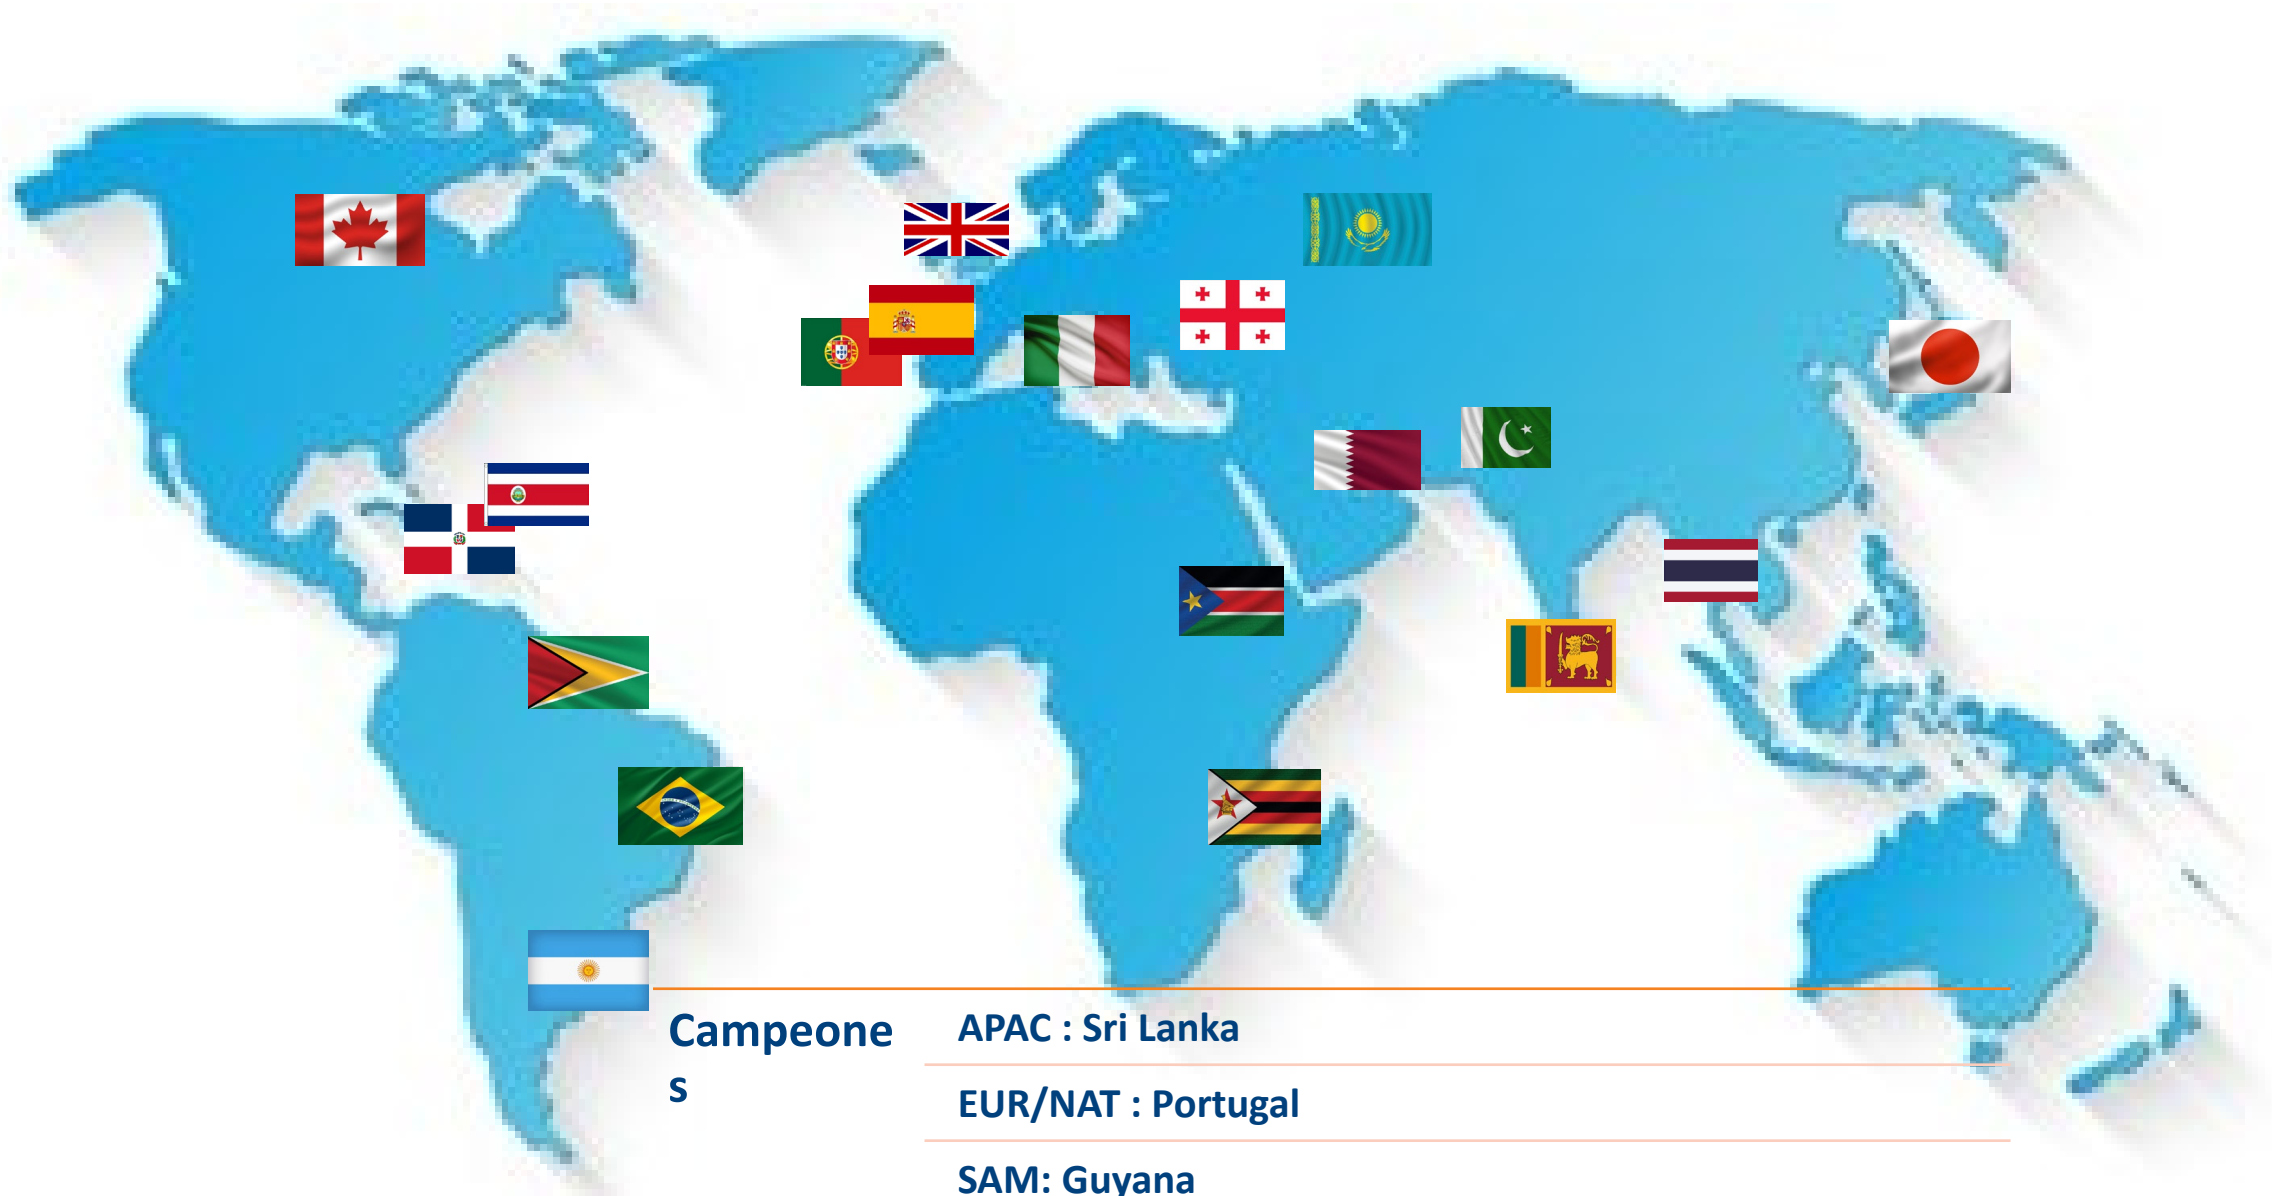 Campeone
s
APAC : Sri Lanka
EUR/NAT : Portugal
SAM: Guyana